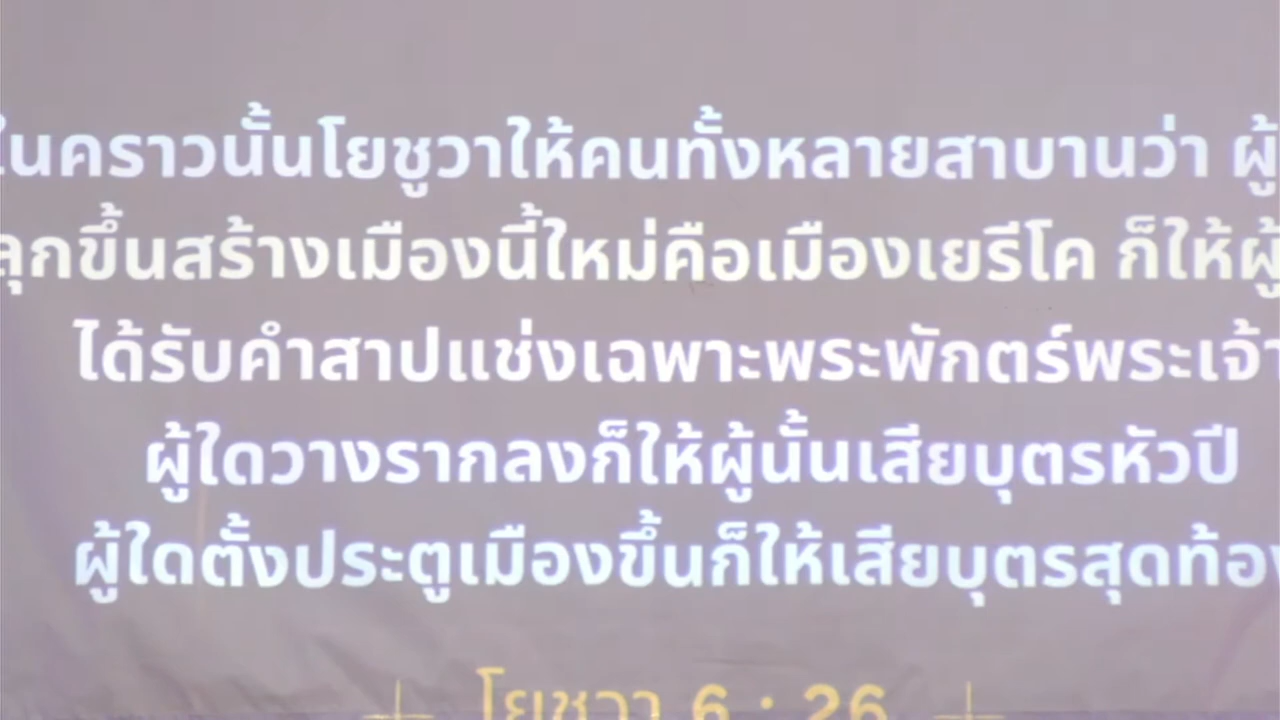 ในคราวนั้นโยชูวาให้คนทั้งหลายสาบานว่า ผู้
ลุกขึ้นสร้างเมืองนี้ใหม่คือเมืองเยรีโค ก็ให้ผู้
ได้รับคำสาปแช่งเฉพาะพระพักตร์พระเจ้า
ผู้ใดวางรากลงก็ให้ผู้นั้นเสียบุตรหัวปี
ผู้ใดตั้งประตูเมืองขึ้นก็ให้เสียบุตรสุดท้อง
โยชูวา 6 : 26